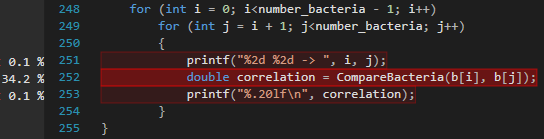 248 for (int i = 0; i<number_bacteria - 1; i++)
249 for (int j = i + 1; j<number_bacteria; j++)
250 {
0.1 % 251 printf("%2d %2d -> ", i, j);
34.2 % 252 double correlation = CompareBacteria(b[i], b[j]);
0.1 % 253 printf("%.20lf\n", correlation);
254 }
255 }